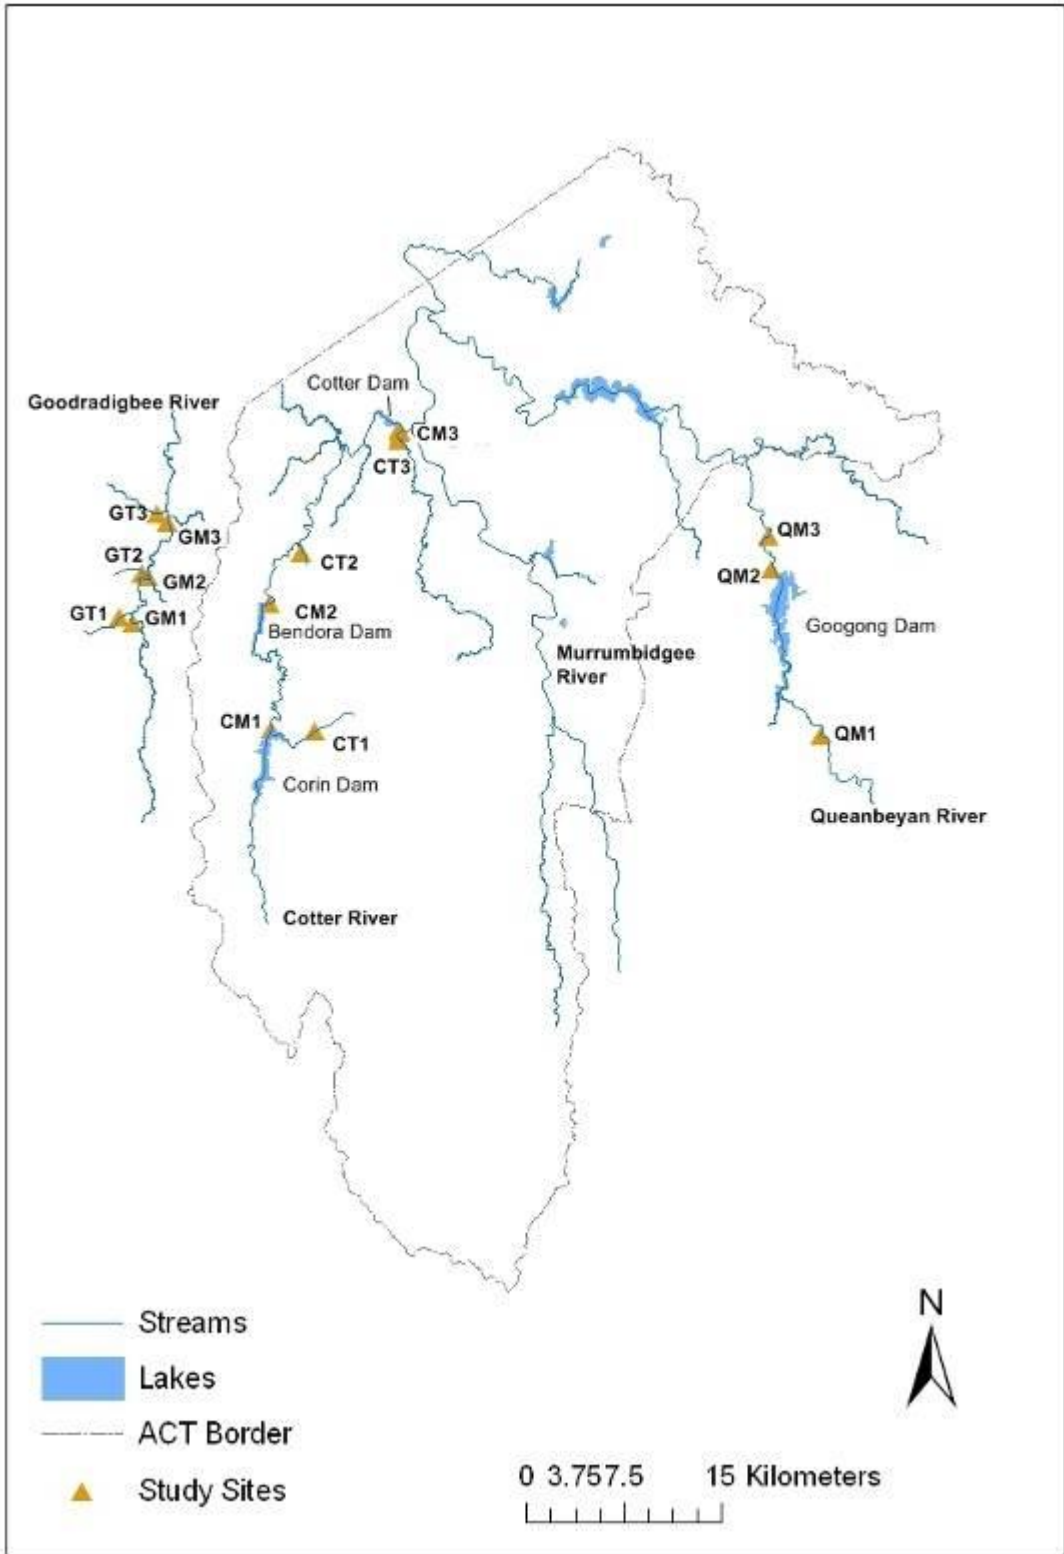 Cotter Dam
Goodradigbee River
CM3
CT3
GT3
GM3
QM3
GT2
CT2
QM2
GM2
GT1
GM1
CM2
Bendora Dam
Googong Dam
Murrumbidgee
River
CM1
CT1
QM1
Corin Dam
Queanbeyan River
Cotter River
N
Streams
Lakes
ACT Border
Study Sites
0 3.757.5 15 Kilometers